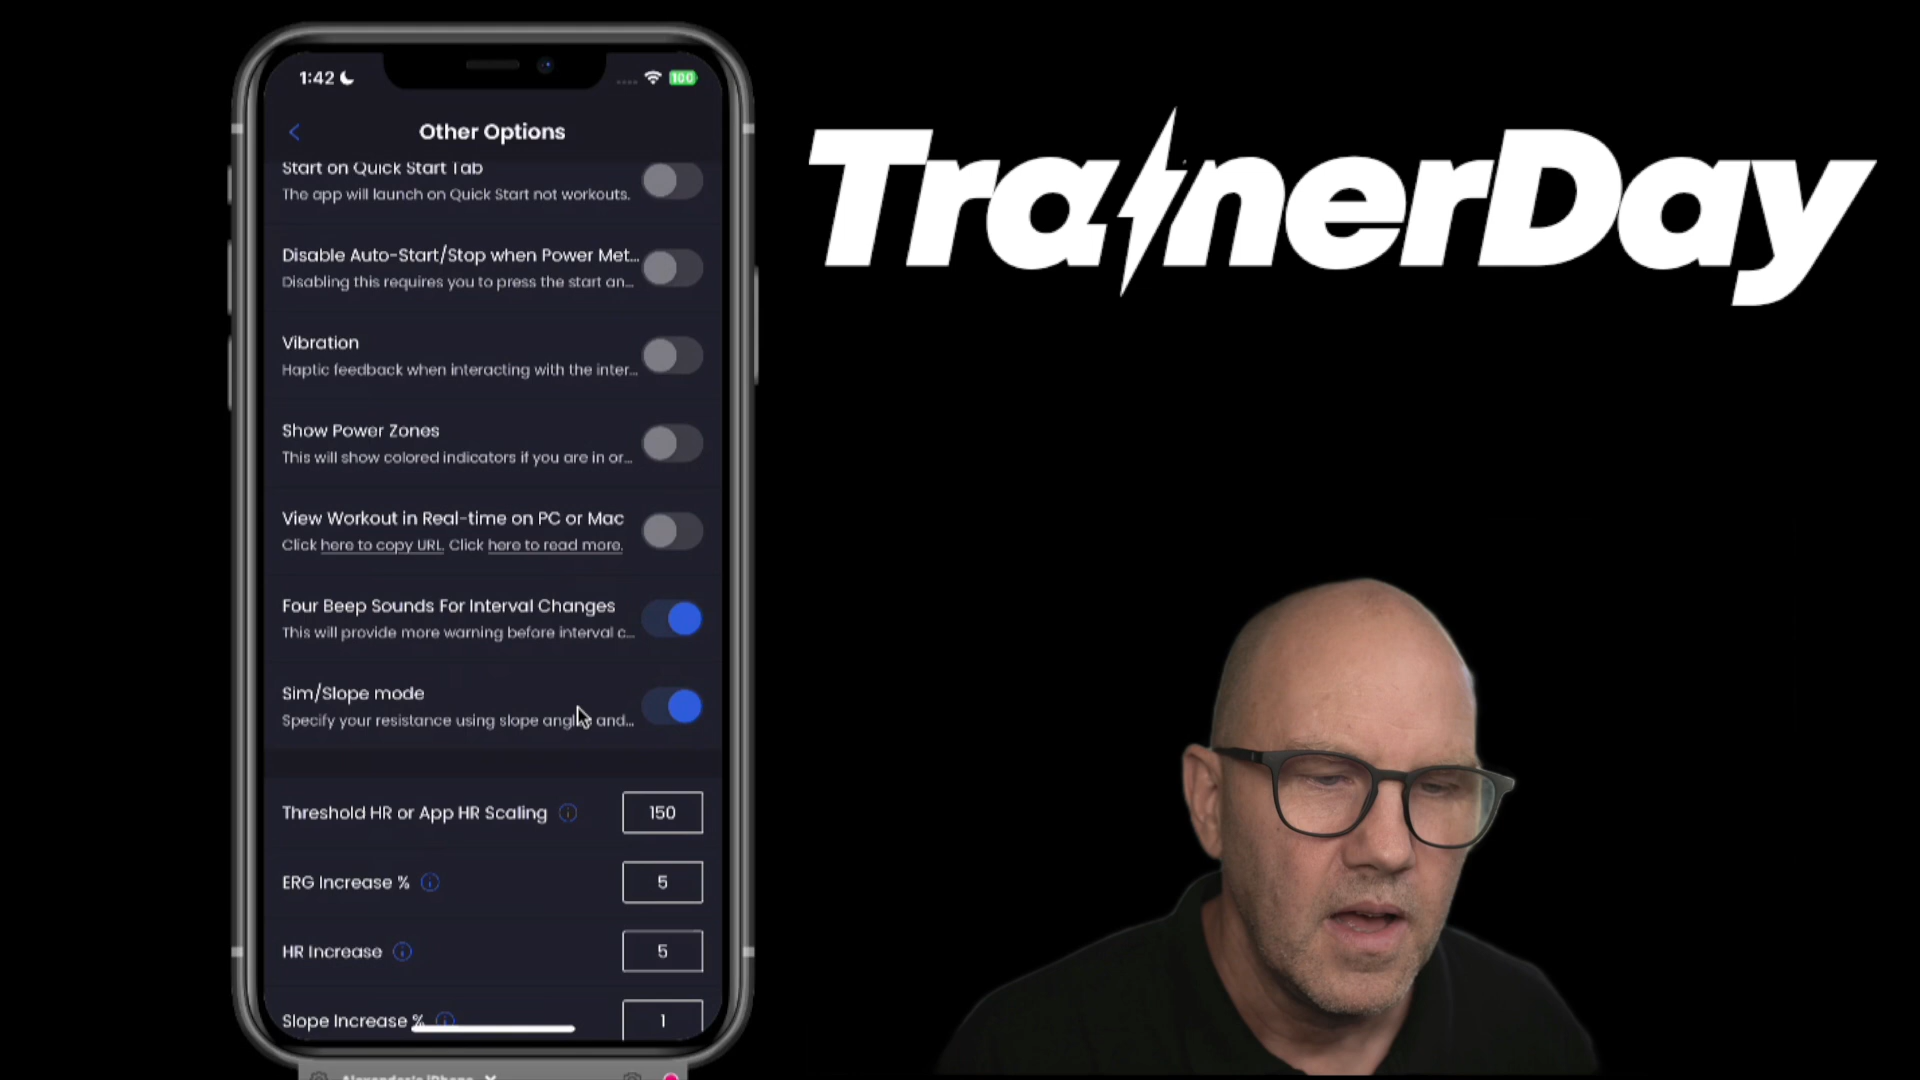 1:42
100
Other Options
TrainerDay
Start on Quick Start Tab
The app will launch on Quick Start not workouts.
Disable Auto-Start/Stop when Power Met...
Disabling this requires you to press the start an...
Vibration
Haptic feedback when interacting with the inter...
Show Power Zones
This will show colored indicators if you are in or...
View Workout in Real-time on PC or Mac
Click here to copy URL. Click here to read more.
Four Beep Sounds For Interval Changes
This will provide more warning before interval c...
Sim/Slope mode
Specify your resistance using slope angle and...
Threshold HR or App HR Scaling
150
ERG Increase %
5
HR Increase
5
Slope Increase %
1